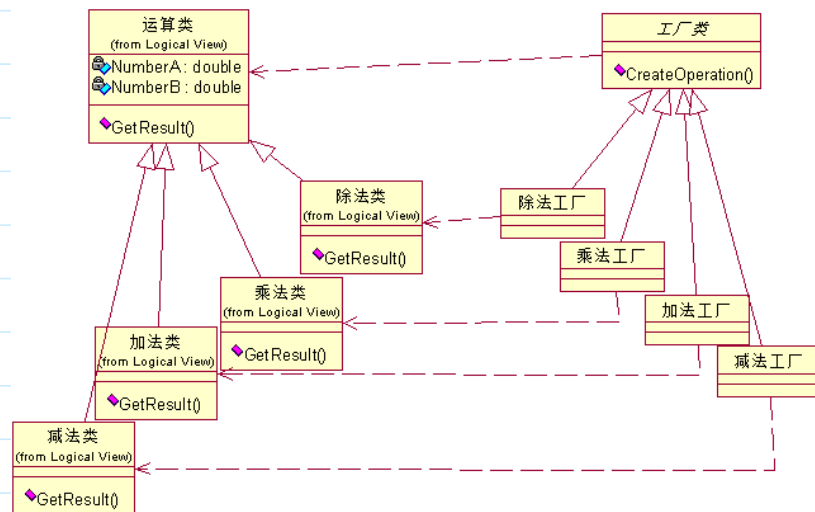 运算类
(from Logical View)
NumberA : double
NumberB : double
GetResult()
工厂类
CreateOperation()
除法类
(from Logical View)
GetResult()
除法工厂
乘法工厂
乘法类
(from Logical View)
GetResult()
加法工厂
加法类
(from Logical View)
GetResult()
减法工厂
减法类
(from Logical View)
GetResult()